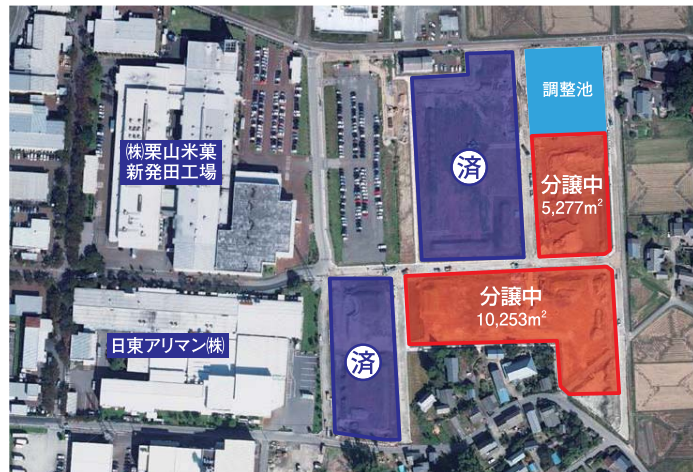 ㈱栗山米菓
新発田工場
済
調整池
分譲中
5,277m²
分譲中
10,253m²
日東アリマン㈱
済